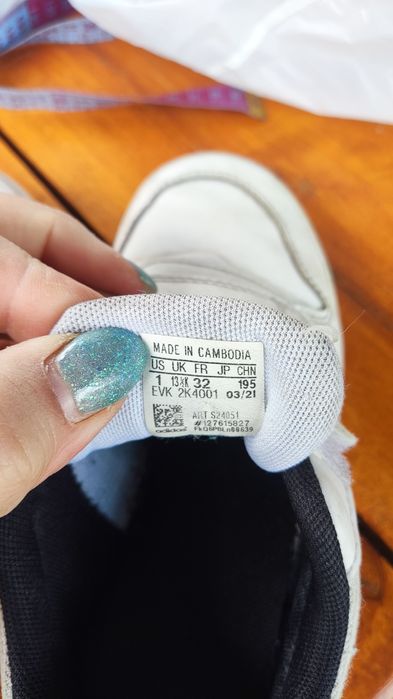 MADE IN CAMBODIA
US UK FR JP CHN
1 13½K 32 195
EVK 2K4001 03/21
ART S24051
#127615827
adidas